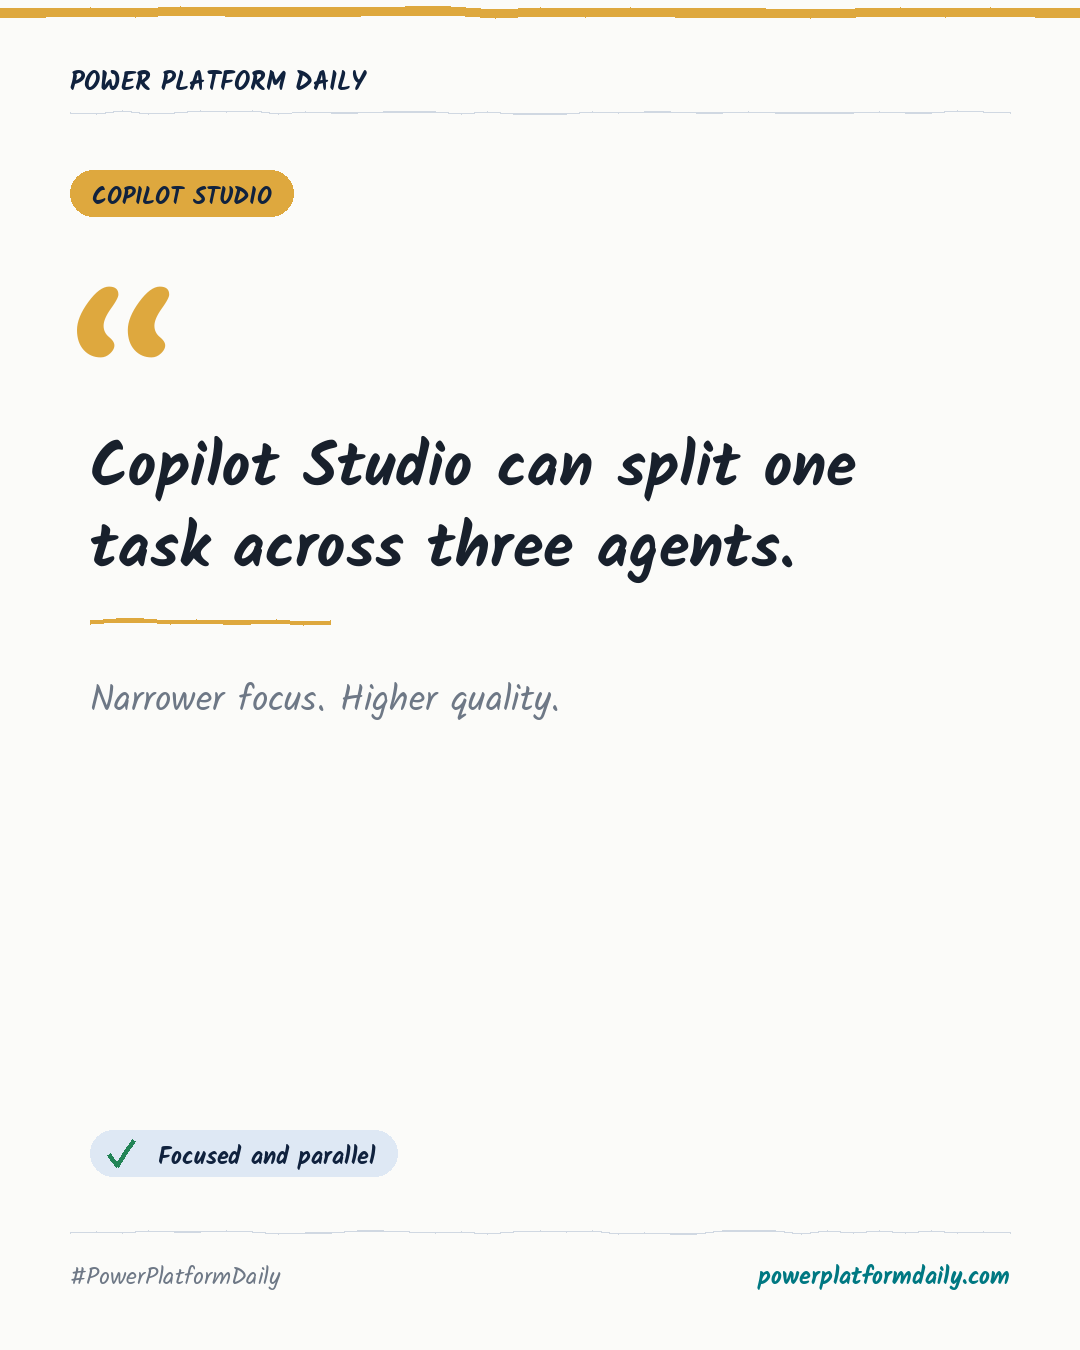 POWER PLATFORM DAILY
COPILOT STUDIO
“
Copilot Studio can split one
task across three agents.
Narrower focus. Higher quality.
✓ Focused and parallel
#PowerPlatformDaily
powerplatformdaily.com